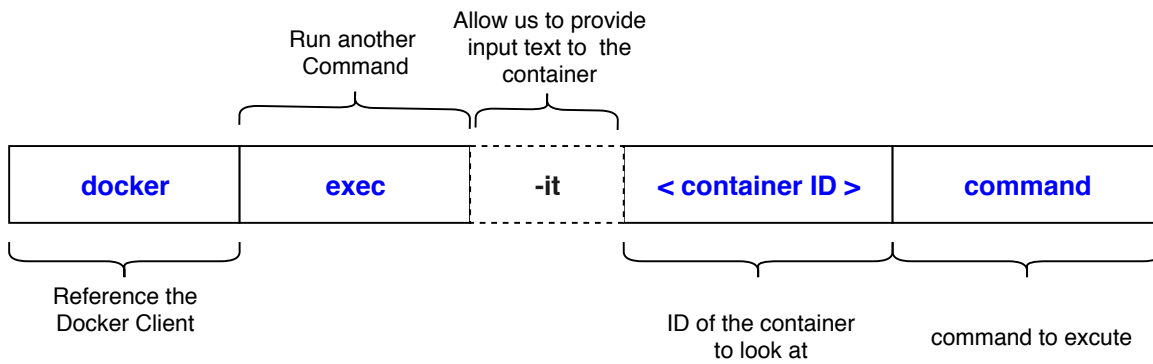 Run another
Command
Allow us to provide
input text to the
container
docker
exec
-it
< container ID >
command
Reference the
Docker Client
ID of the container
to look at
command to excute